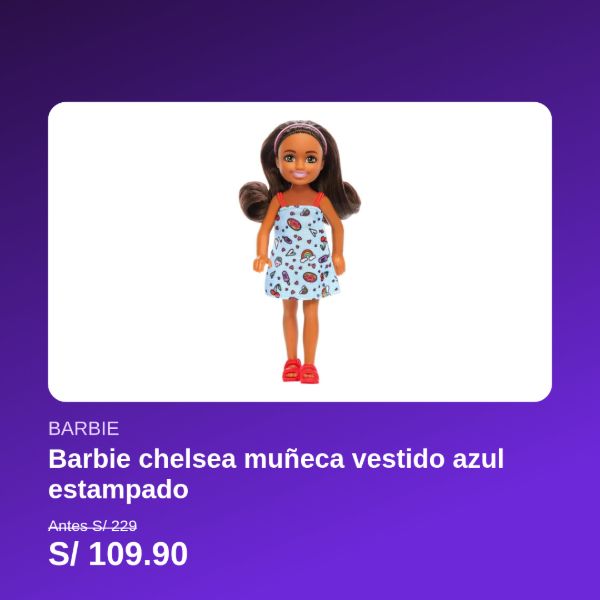 BARBIE
Barbie chelsea muñeca vestido azul
estampado
Antes S/ 229
S/ 109.90